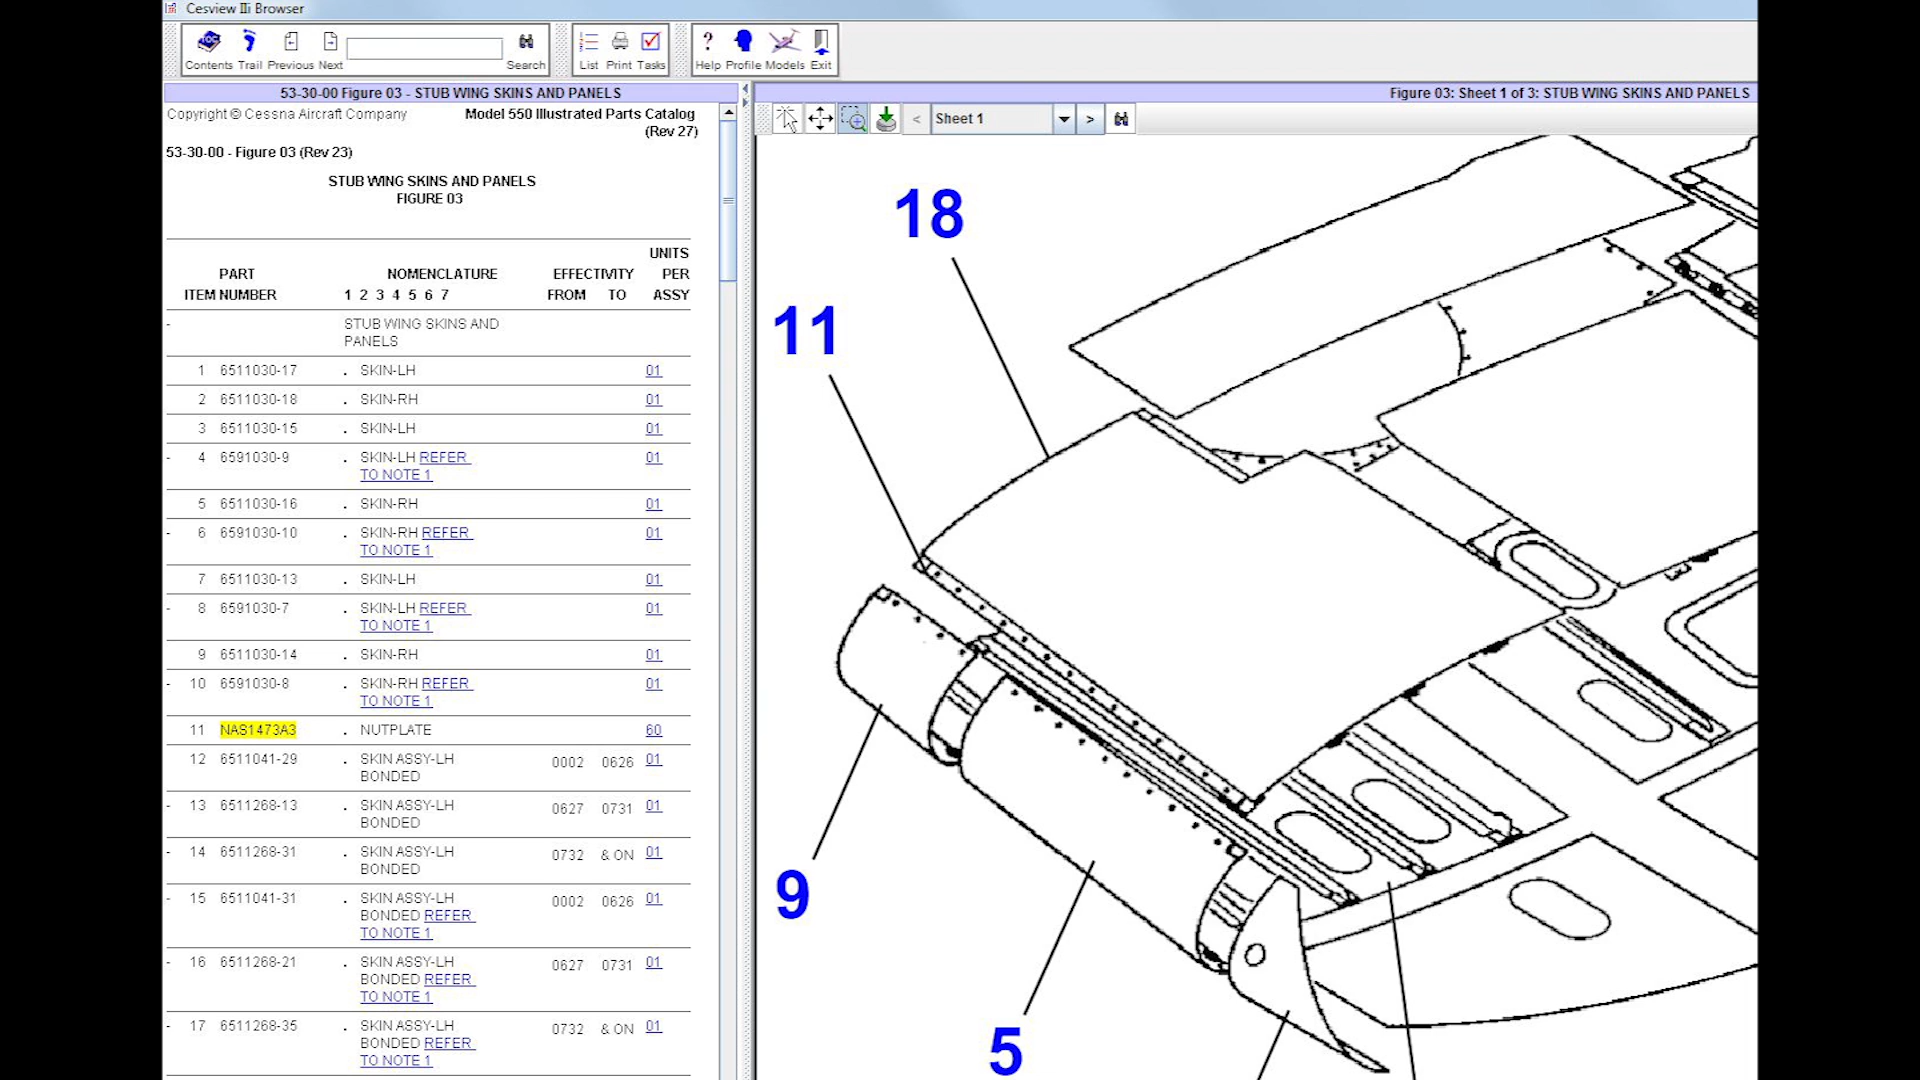 Cesview IIi Browser
Contents Trail Previous Next Search List Print Tasks Help Profile Models Exit
TOC
53-30-00 Figure 03 - STUB WING SKINS AND PANELS
Figure 03: Sheet 1 of 3: STUB WING SKINS AND PANELS
Copyright © Cessna Aircraft Company Model 550 Illustrated Parts Catalog
(Rev 27)
< Sheet 1 >
53-30-00 - Figure 03 (Rev 23)
STUB WING SKINS AND PANELS
FIGURE 03
UNITS
PART NOMENCLATURE EFFECTIVITY PER
ITEM NUMBER 1 2 3 4 5 6 7 FROM TO ASSY
- STUB WING SKINS AND
PANELS
1 6511030-17 . SKIN-LH 01
2 6511030-18 . SKIN-RH 01
3 6511030-15 . SKIN-LH 01
- 4 6591030-9 . SKIN-LH REFER 01
TO NOTE 1
5 6511030-16 . SKIN-RH 01
- 6 6591030-10 . SKIN-RH REFER 01
TO NOTE 1
7 6511030-13 . SKIN-LH 01
- 8 6591030-7 . SKIN-LH REFER 01
TO NOTE 1
9 6511030-14 . SKIN-RH 01
- 10 6591030-8 . SKIN-RH REFER 01
TO NOTE 1
11 NAS1473A3 . NUTPLATE 60
12 6511041-29 . SKIN ASSY-LH 0002 0626 01
BONDED
- 13 6511268-13 . SKIN ASSY-LH 0627 0731 01
BONDED
- 14 6511268-31 . SKIN ASSY-LH 0732 & ON 01
BONDED
- 15 6511041-31 . SKIN ASSY-LH 0002 0626 01
BONDED REFER
TO NOTE 1
- 16 6511268-21 . SKIN ASSY-LH 0627 0731 01
BONDED REFER
TO NOTE 1
- 17 6511268-35 . SKIN ASSY-LH 0732 & ON 01
BONDED REFER
TO NOTE 1
18
11
9
5